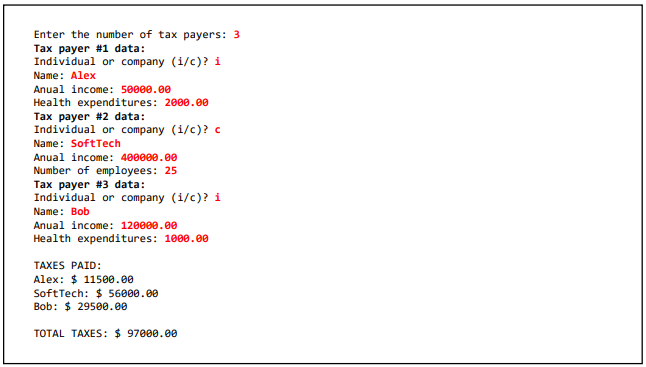 Enter the number of tax payers: 3
Tax payer #1 data:
Individual or company (i/c)? i
Name: Alex
Anual income: 50000.00
Health expenditures: 2000.00
Tax payer #2 data:
Individual or company (i/c)? c
Name: SoftTech
Anual income: 400000.00
Number of employees: 25
Tax payer #3 data:
Individual or company (i/c)? i
Name: Bob
Anual income: 120000.00
Health expenditures: 1000.00
TAXES PAID:
Alex: $ 11500.00
SoftTech: $ 56000.00
Bob: $ 29500.00
TOTAL TAXES: $ 97000.00